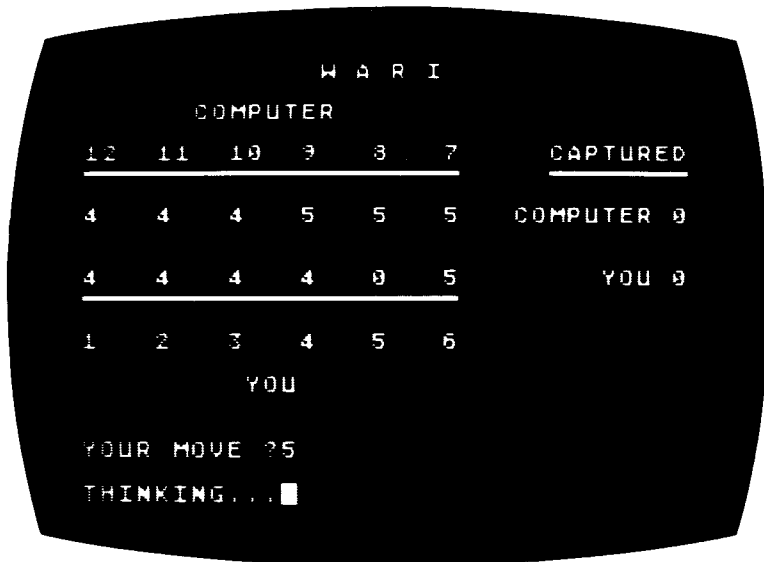 W A R I
COMPUTER
12 11 10 9 8 7 CAPTURED
4 4 4 5 5 5 COMPUTER 0
4 4 4 4 0 5 YOU 0
1 2 3 4 5 6
YOU
YOUR MOVE ?5
THINKING...